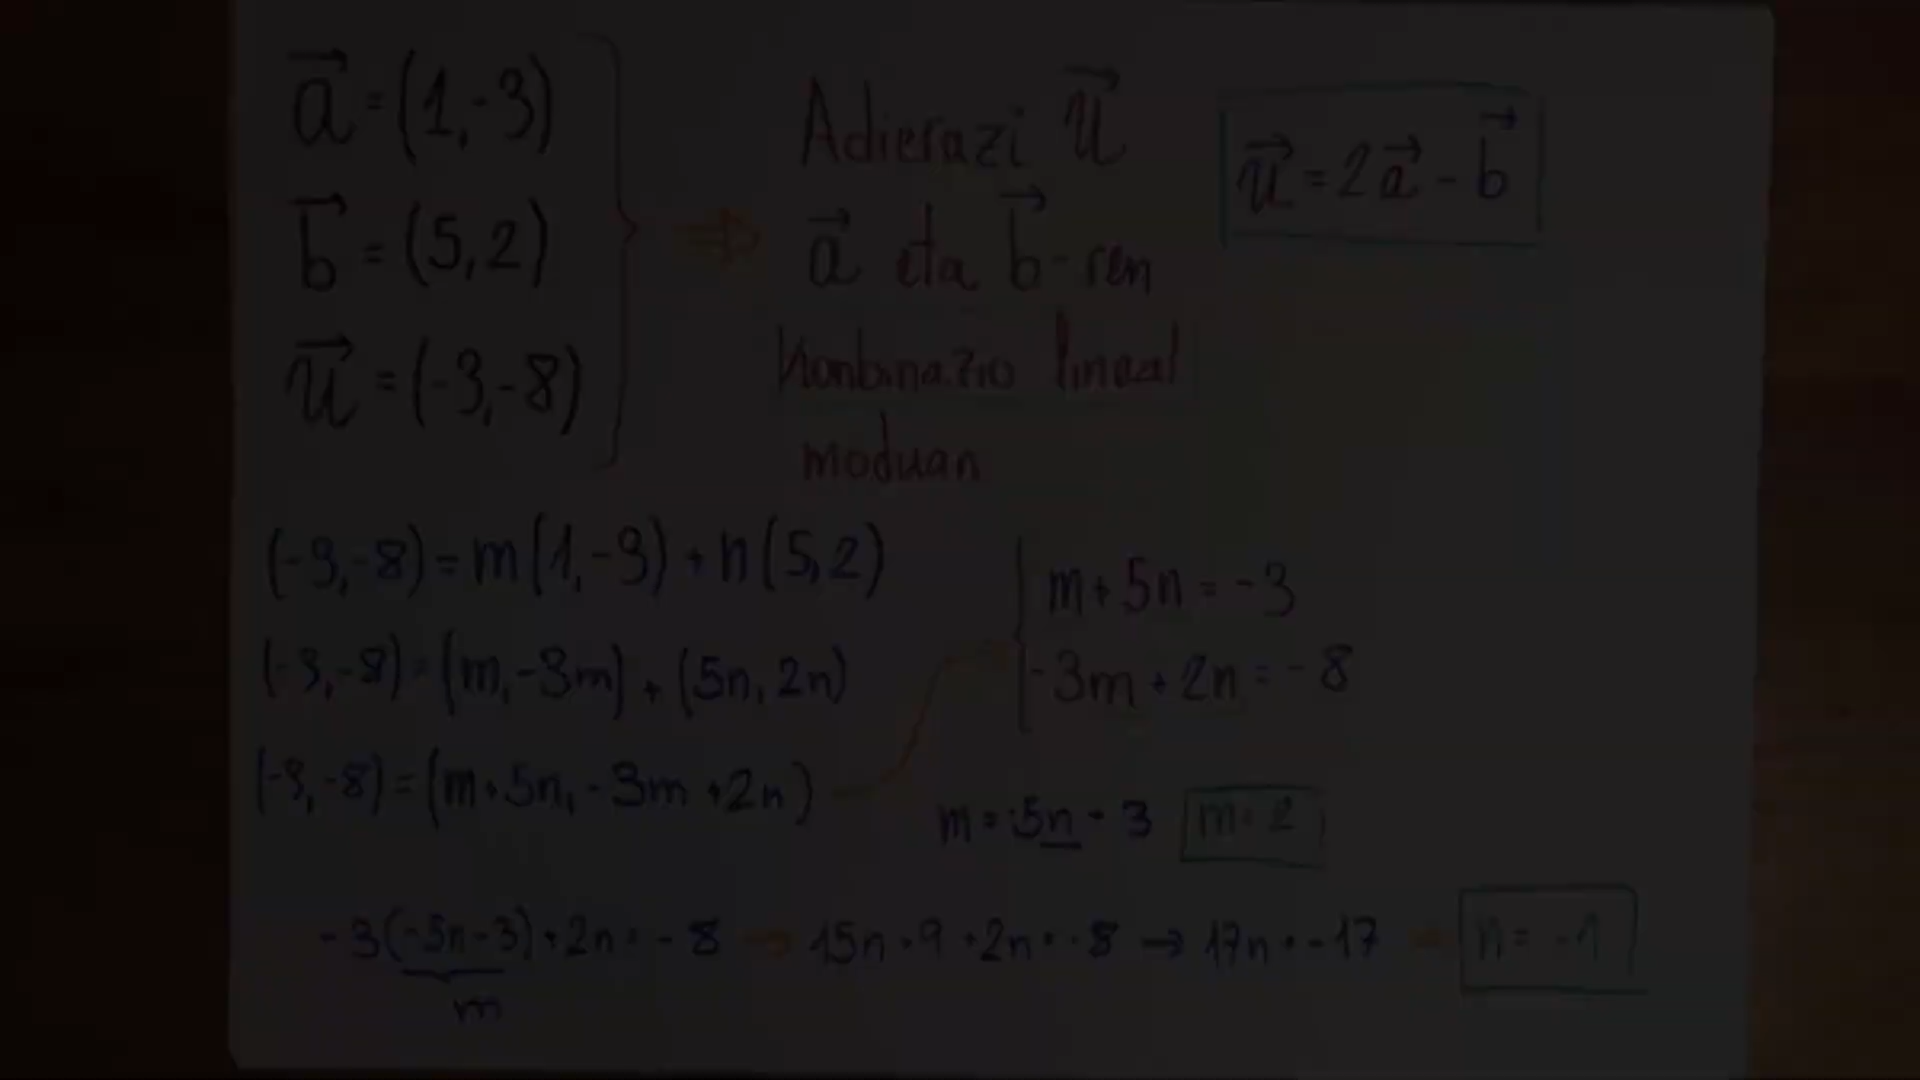 a⃗ = (1,-3)
b⃗ = (5,2)
u⃗ = (-3,-8)
⇒
Adierazi u⃗
a⃗ eta b⃗-ren
Konbinazio lineal
moduan
u⃗ = 2a⃗ - b⃗
(-3,-8) = m(1,-3) + n(5,2)
(-3,-8) = (m,-3m) + (5n, 2n)
(-3,-8) = (m+5n, -3m+2n)
m+5n = -3
-3m+2n = -8
m = -5n - 3
m = 2
-3(-5n-3)+2n = -8 → 15n+9+2n = -8 → 17n = -17 → n = -1
m